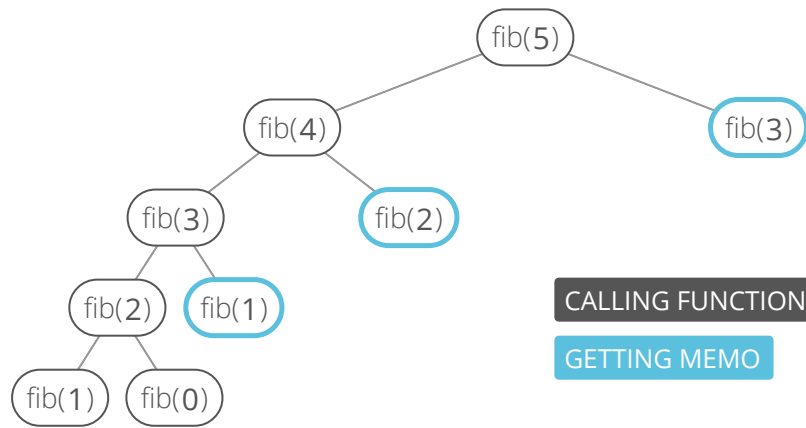 fib(5)
fib(4)
fib(3)
fib(3)
fib(2)
fib(2)
fib(1)
CALLING FUNCTION
GETTING MEMO
fib(1)
fib(0)